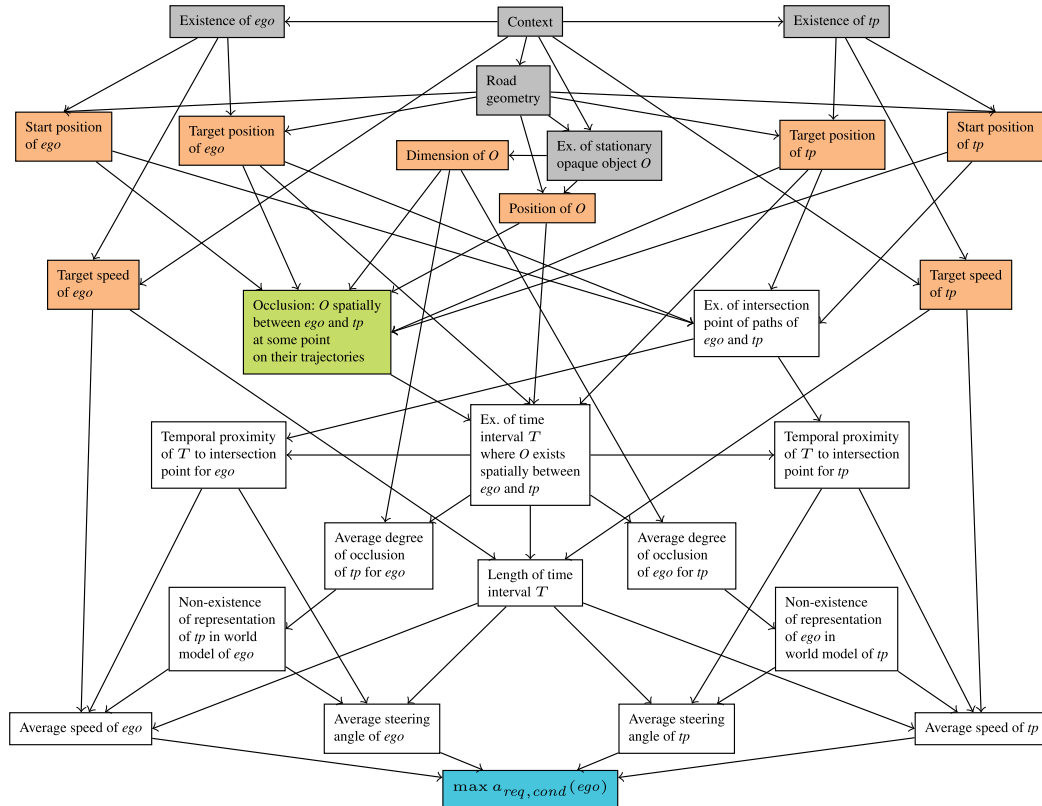 Existence of ego
Context
Existence of tp
Road
geometry
Start position
of ego
Target position
of ego
Dimension of O
Ex. of stationary
opaque object O
Target position
of tp
Start position
of tp
Position of O
Target speed
of ego
Occlusion: O spatially
between ego and tp
at some point
on their trajectories
Ex. of intersection
point of paths of
ego and tp
Target speed
of tp
Temporal proximity
of T to intersection
point for ego
Ex. of time
interval T
where O exists
spatially between
ego and tp
Temporal proximity
of T to intersection
point for tp
Average degree
of occlusion
of tp for ego
Length of time
interval T
Average degree
of occlusion
of ego for tp
Non-existence
of representation
of tp in world
model of ego
Non-existence
of representation
of ego in
world model of tp
Average speed of ego
Average steering
angle of ego
Average steering
angle of tp
Average speed of tp
max a_{req,cond}(ego)